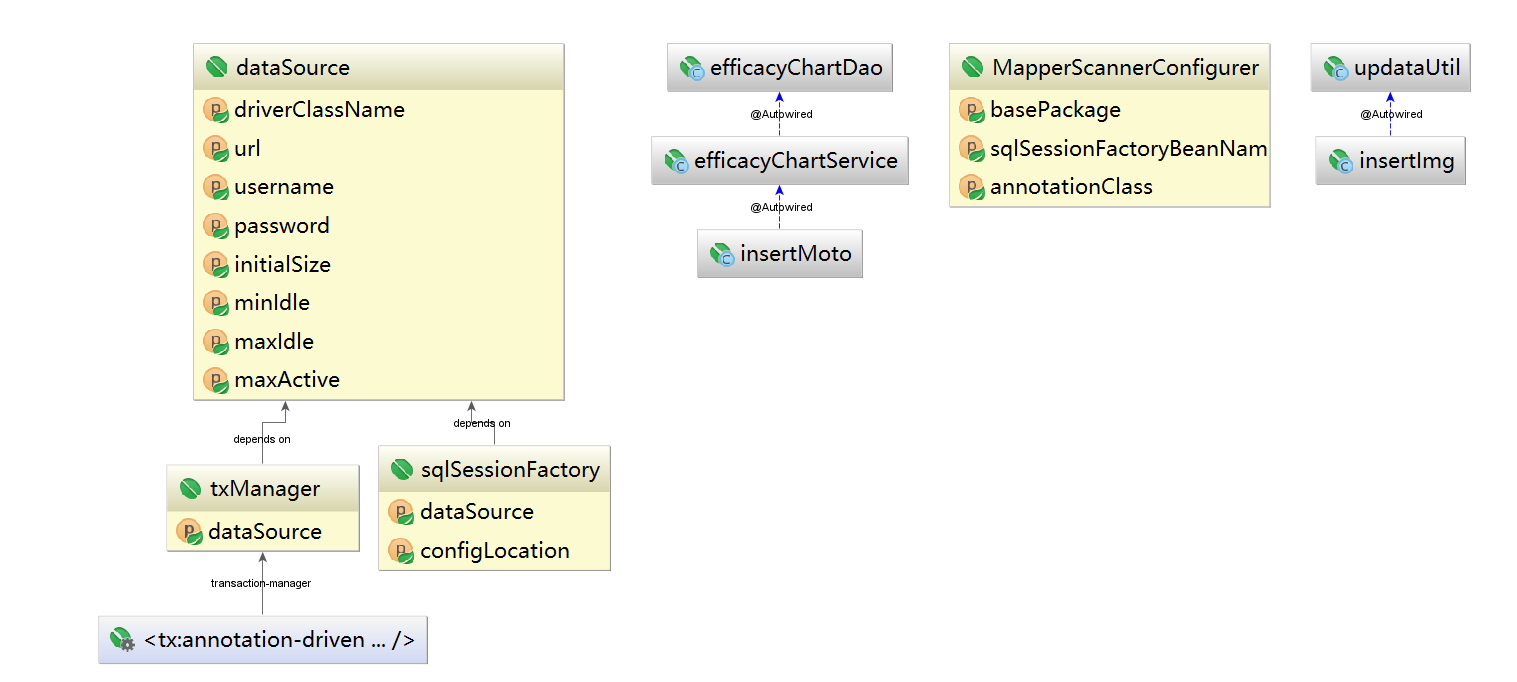 dataSource
driverClassName
url
username
password
initialSize
minIdle
maxIdle
maxActive
depends on
depends on
txManager
dataSource
sqlSessionFactory
dataSource
configLocation
transaction-manager
<tx:annotation-driven ... />
efficacyChartDao
@Autowired
efficacyChartService
@Autowired
insertMoto
MapperScannerConfigurer
basePackage
sqlSessionFactoryBeanNam
annotationClass
updataUtil
@Autowired
insertImg